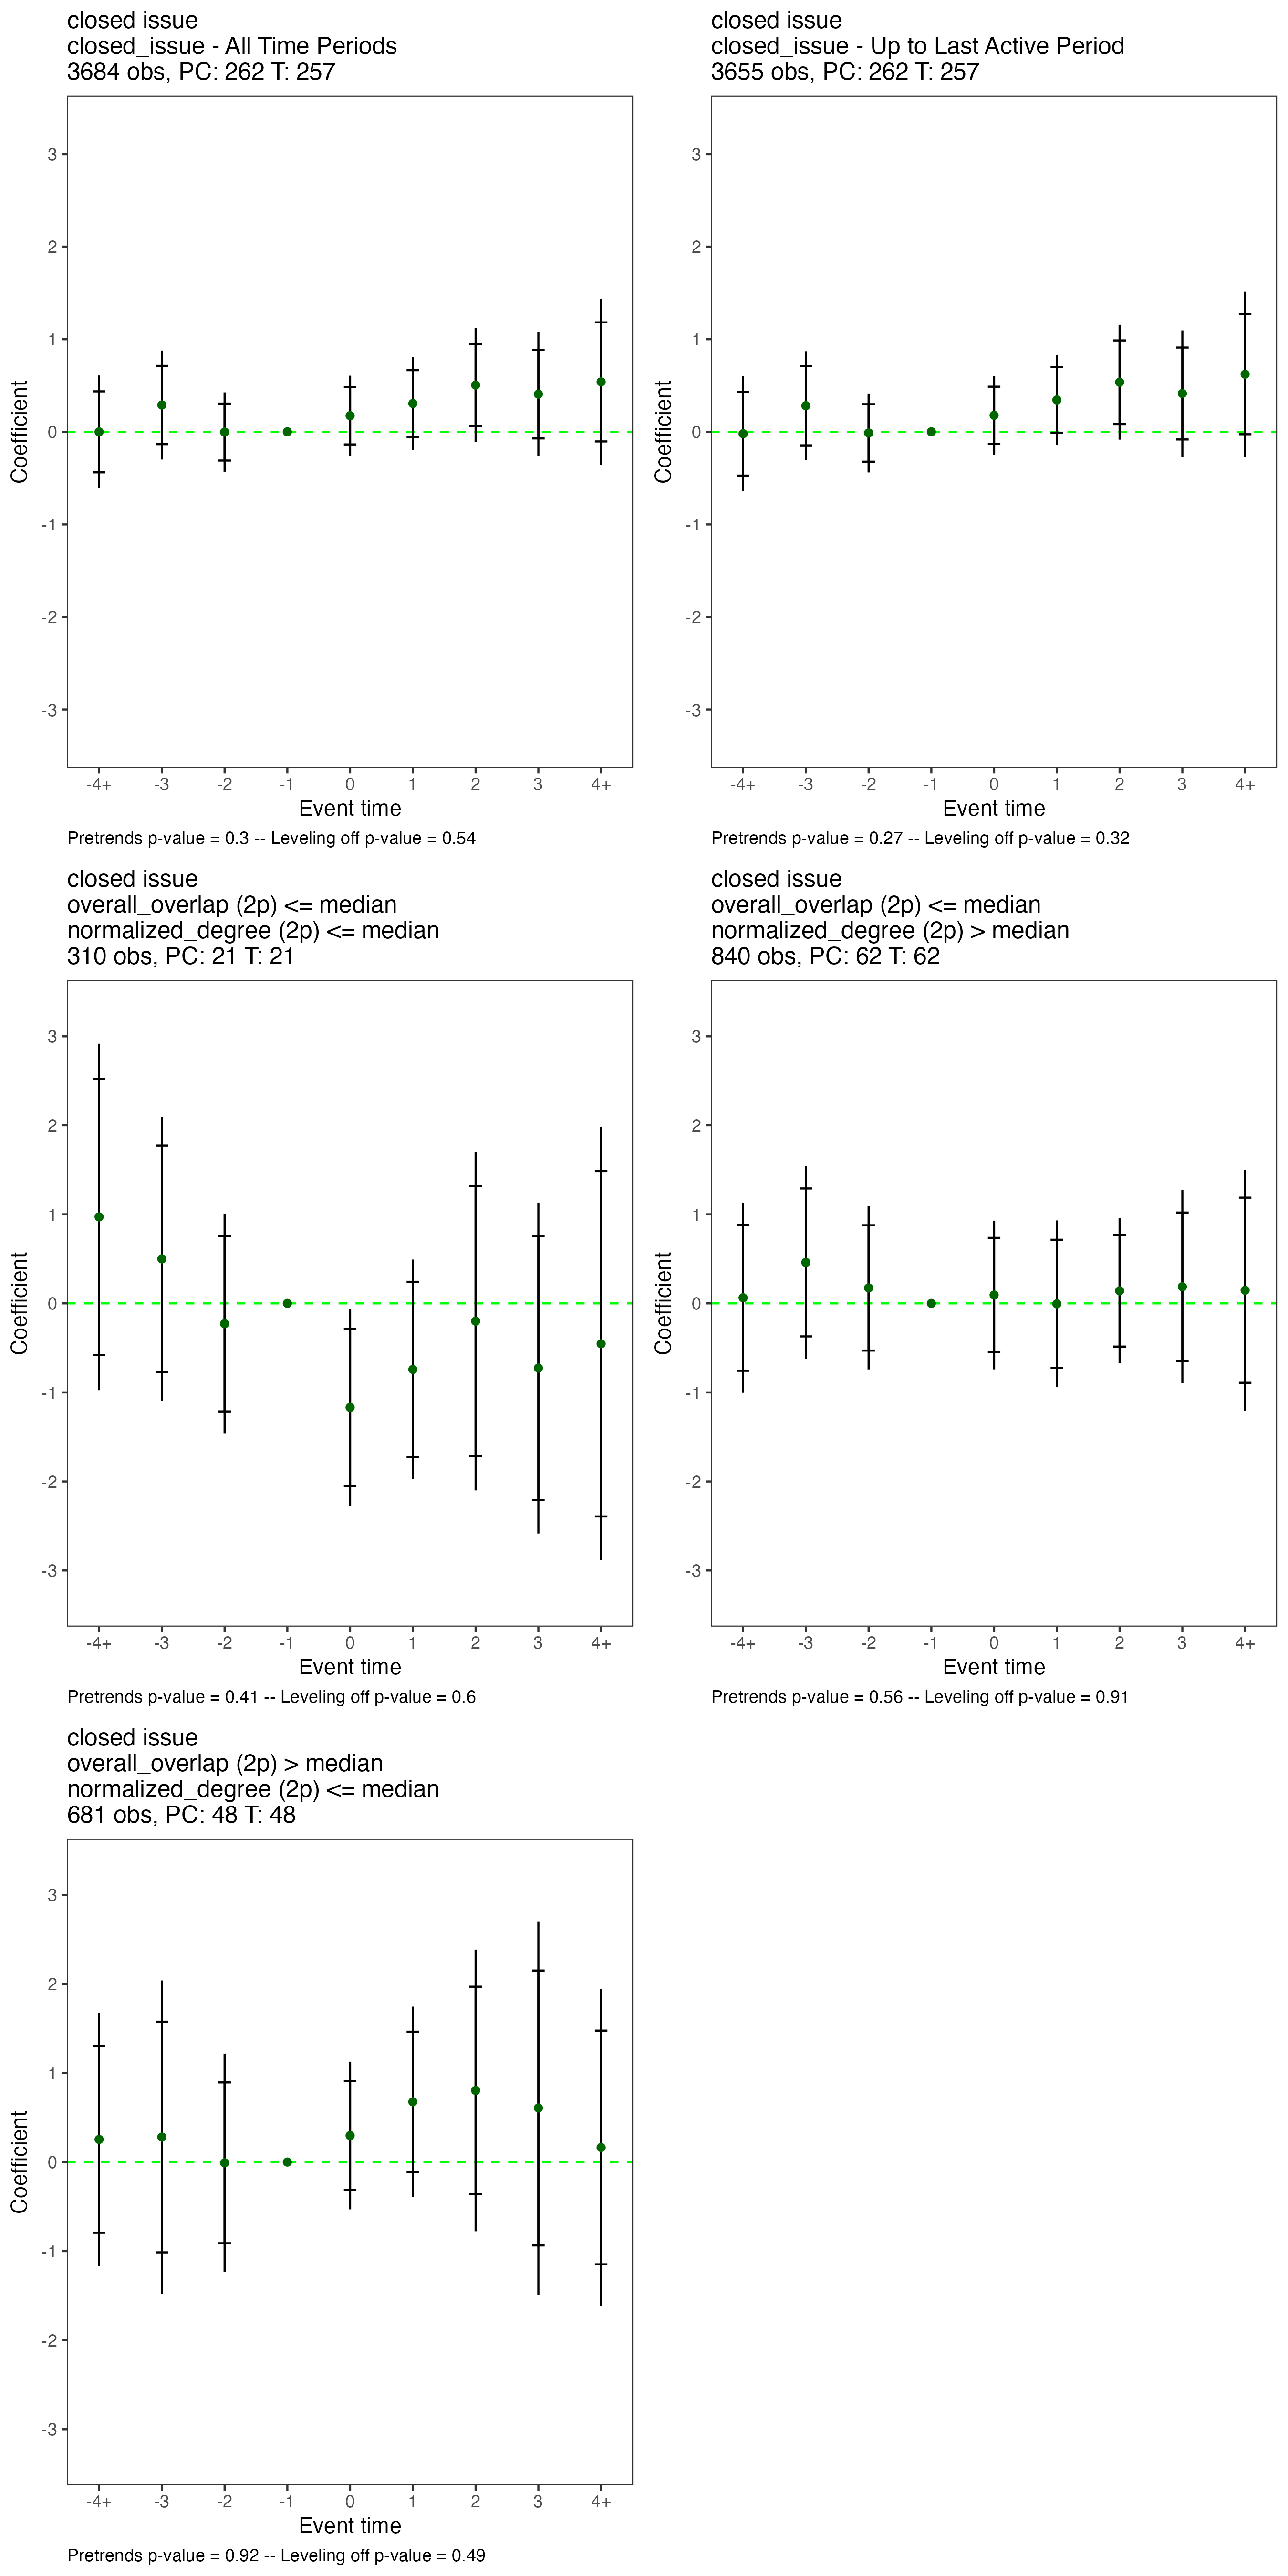 closed issue
closed_issue - All Time Periods
3684 obs, PC: 262 T: 257
3
2
1
0
-1
-2
-3
Coefficient
-4+ -3 -2 -1 0 1 2 3 4+
Event time
Pretrends p-value = 0.3 -- Leveling off p-value = 0.54
closed issue
closed_issue - Up to Last Active Period
3655 obs, PC: 262 T: 257
3
2
1
0
-1
-2
-3
Coefficient
-4+ -3 -2 -1 0 1 2 3 4+
Event time
Pretrends p-value = 0.27 -- Leveling off p-value = 0.32
closed issue
overall_overlap (2p) <= median
normalized_degree (2p) <= median
310 obs, PC: 21 T: 21
3
2
1
0
-1
-2
-3
Coefficient
-4+ -3 -2 -1 0 1 2 3 4+
Event time
Pretrends p-value = 0.41 -- Leveling off p-value = 0.6
closed issue
overall_overlap (2p) <= median
normalized_degree (2p) > median
840 obs, PC: 62 T: 62
3
2
1
0
-1
-2
-3
Coefficient
-4+ -3 -2 -1 0 1 2 3 4+
Event time
Pretrends p-value = 0.56 -- Leveling off p-value = 0.91
closed issue
overall_overlap (2p) > median
normalized_degree (2p) <= median
681 obs, PC: 48 T: 48
3
2
1
0
-1
-2
-3
Coefficient
-4+ -3 -2 -1 0 1 2 3 4+
Event time
Pretrends p-value = 0.92 -- Leveling off p-value = 0.49